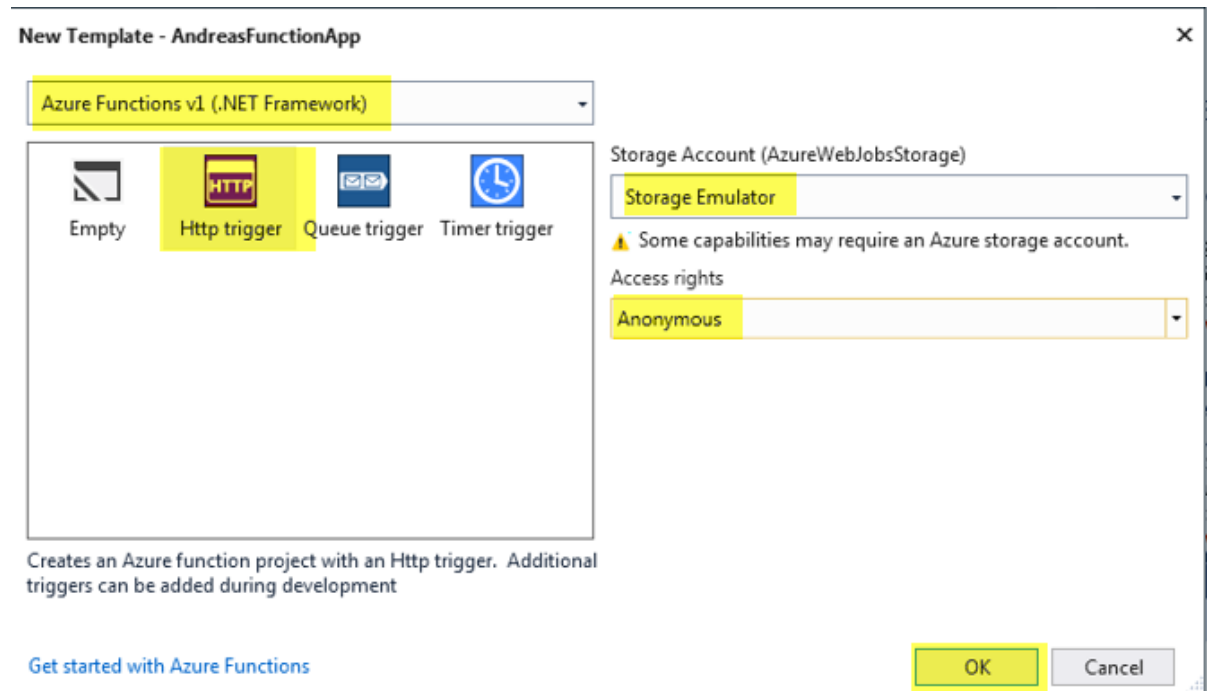 New Template - AndreasFunctionApp
Azure Functions v1 (.NET Framework)
HTTP
Empty
Http trigger
Queue trigger
Timer trigger
Storage Account (AzureWebJobsStorage)
Storage Emulator
Some capabilities may require an Azure storage account.
Access rights
Anonymous
Creates an Azure function project with an Http trigger. Additional
triggers can be added during development
Get started with Azure Functions
OK
Cancel